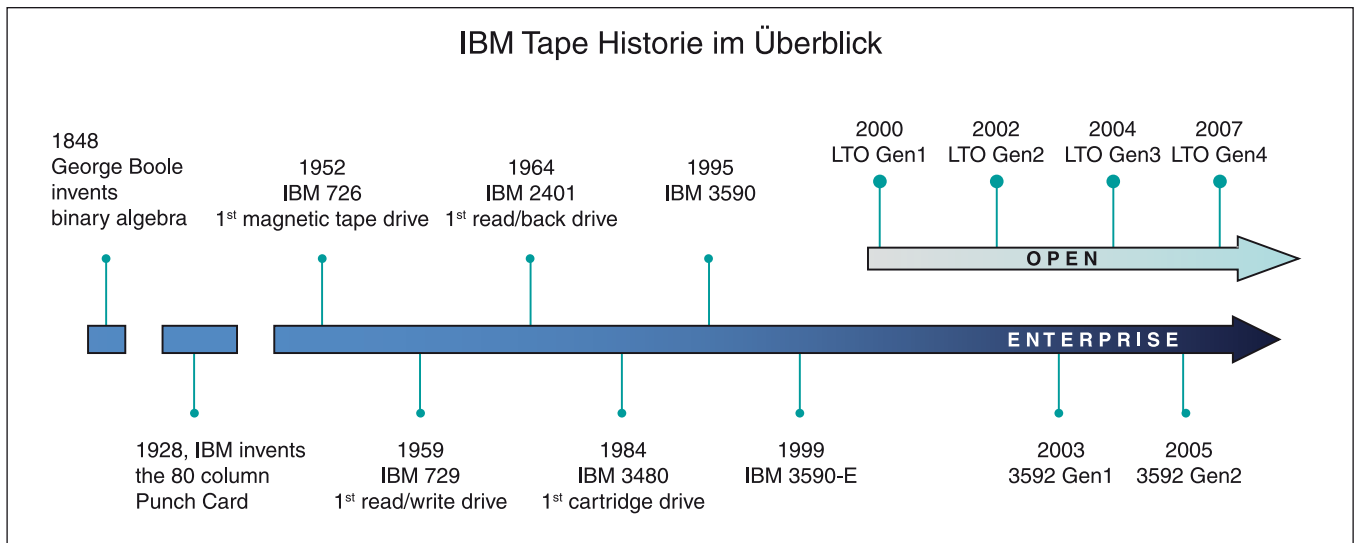 IBM Tape Historie im Überblick
1848
George Boole
invents
binary algebra
1952
IBM 726
1st magnetic tape drive
1964
IBM 2401
1st read/back drive
1995
IBM 3590
2000
LTO Gen1
2002
LTO Gen2
2004
LTO Gen3
2007
LTO Gen4
OPEN
ENTERPRISE
1928, IBM invents
the 80 column
Punch Card
1959
IBM 729
1st read/write drive
1984
IBM 3480
1st cartridge drive
1999
IBM 3590-E
2003
3592 Gen1
2005
3592 Gen2